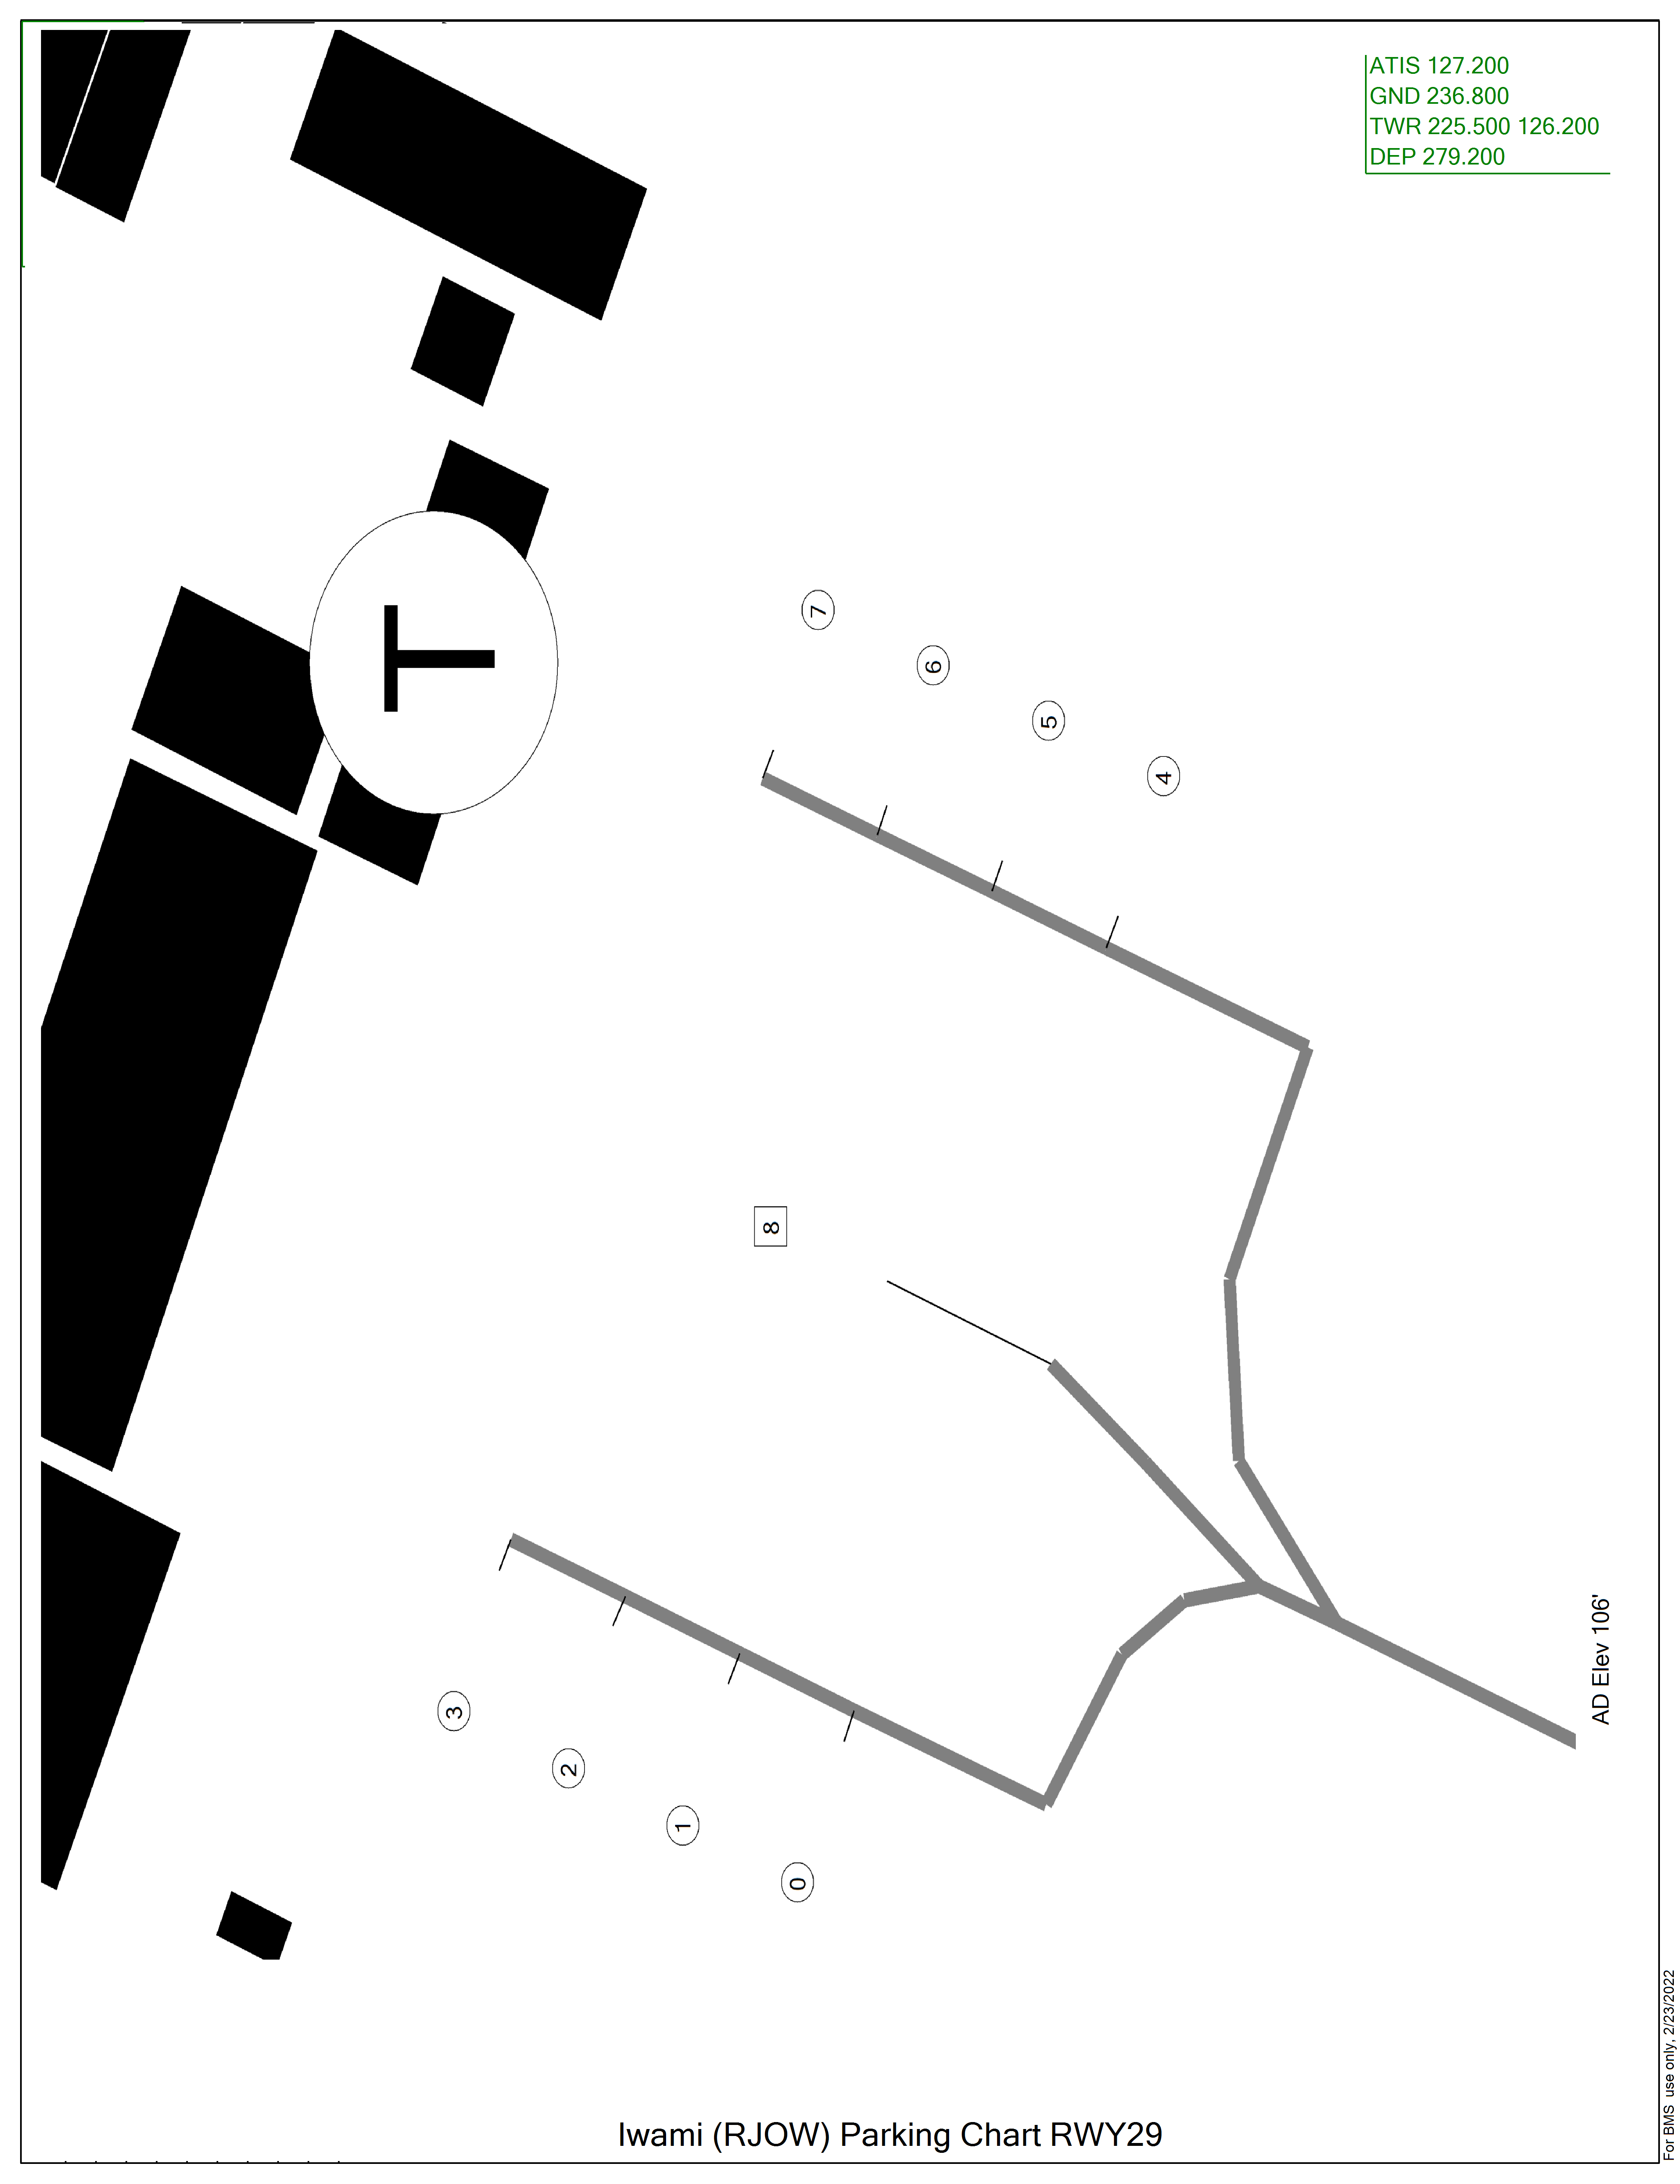 ATIS 127.200
GND 236.800
TWR 225.500 126.200
DEP 279.200
T
7
6
5
4
8
3
2
1
0
AD Elev 106'
Iwami (RJOW) Parking Chart RWY29
For BMS use only, 2/23/2022